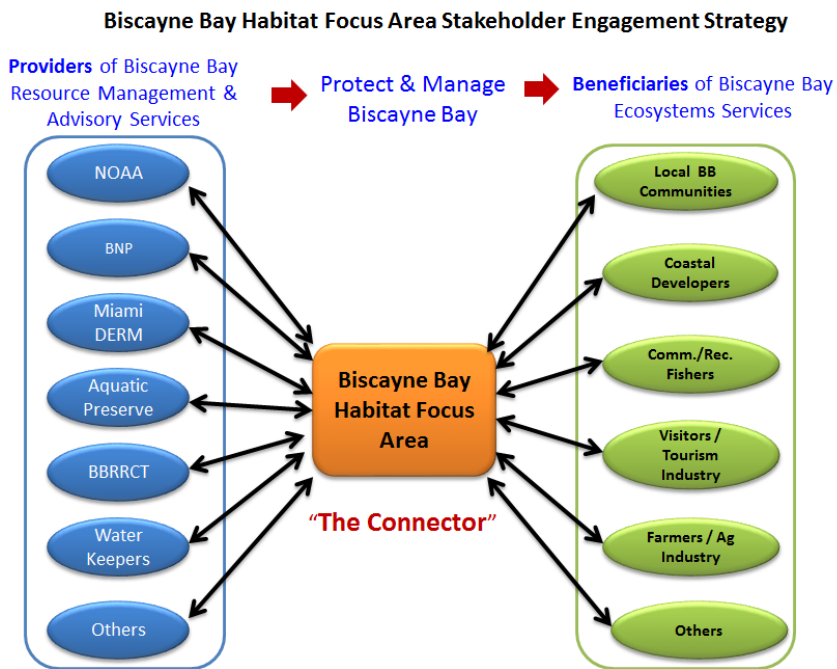 Biscayne Bay Habitat Focus Area Stakeholder Engagement Strategy
Providers of Biscayne Bay
Resource Management &
Advisory Services
Protect & Manage
Biscayne Bay
Beneficiaries of Biscayne Bay
Ecosystems Services
NOAA
BNP
Miami
DERM
Aquatic
Preserve
BBRRCT
Water
Keepers
Others
Biscayne Bay
Habitat Focus
Area
“The Connector”
Local BB
Communities
Coastal
Developers
Comm./Rec.
Fishers
Visitors /
Tourism
Industry
Farmers / Ag
Industry
Others